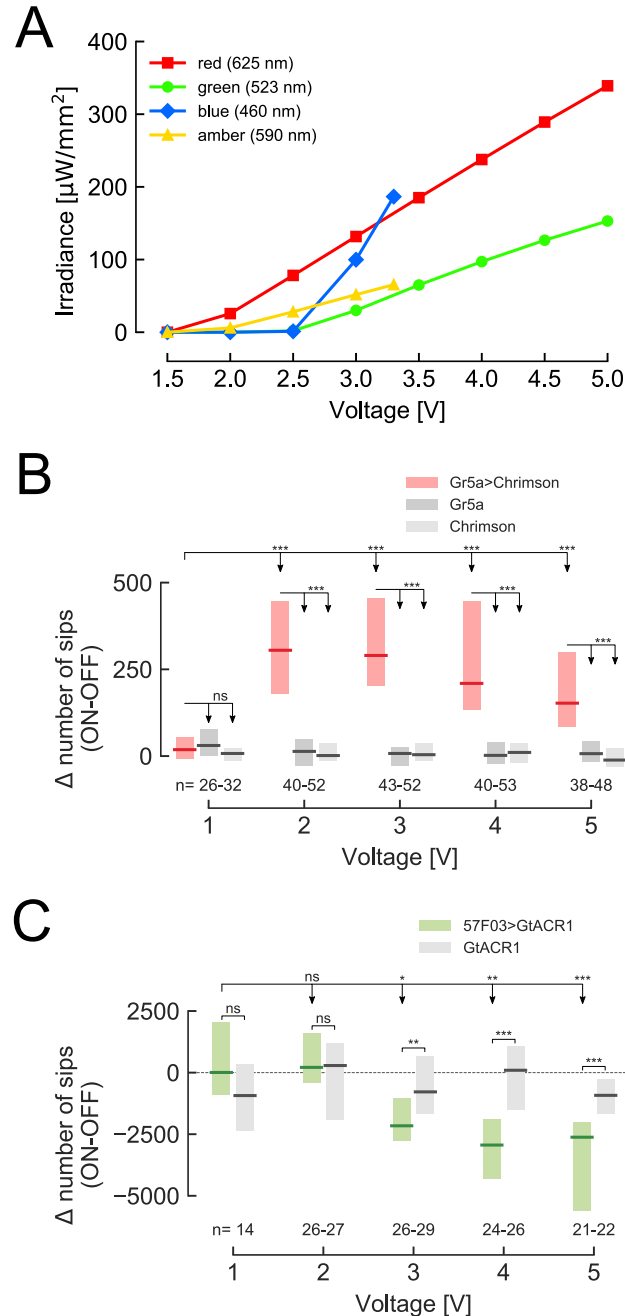 A
400
300
200
100
0
Irradiance [µW/mm²]
red (625 nm)
green (523 nm)
blue (460 nm)
amber (590 nm)
1.5 2.0 2.5 3.0 3.5 4.0 4.5 5.0
Voltage [V]
B
Gr5a>Chrimson
Gr5a
Chrimson
*** *** *** ***
500
250
0
Δ number of sips
(ON-OFF)
ns *** *** *** ***
n= 26-32 40-52 43-52 40-53 38-48
1 2 3 4 5
Voltage [V]
C
57F03>GtACR1
GtACR1
ns * ** ***
2500
0
−2500
−5000
Δ number of sips
(ON-OFF)
ns ns ** *** ***
n= 14 26-27 26-29 24-26 21-22
1 2 3 4 5
Voltage [V]